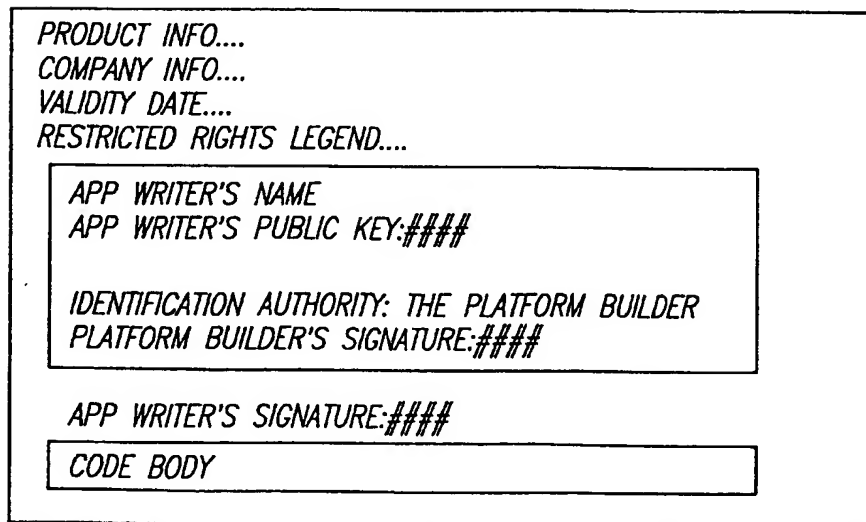 PRODUCT INFO....
COMPANY INFO....
VALIDITY DATE....
RESTRICTED RIGHTS LEGEND....
APP WRITER'S NAME
APP WRITER'S PUBLIC KEY:####
IDENTIFICATION AUTHORITY: THE PLATFORM BUILDER
PLATFORM BUILDER'S SIGNATURE:####
APP WRITER'S SIGNATURE:####
CODE BODY